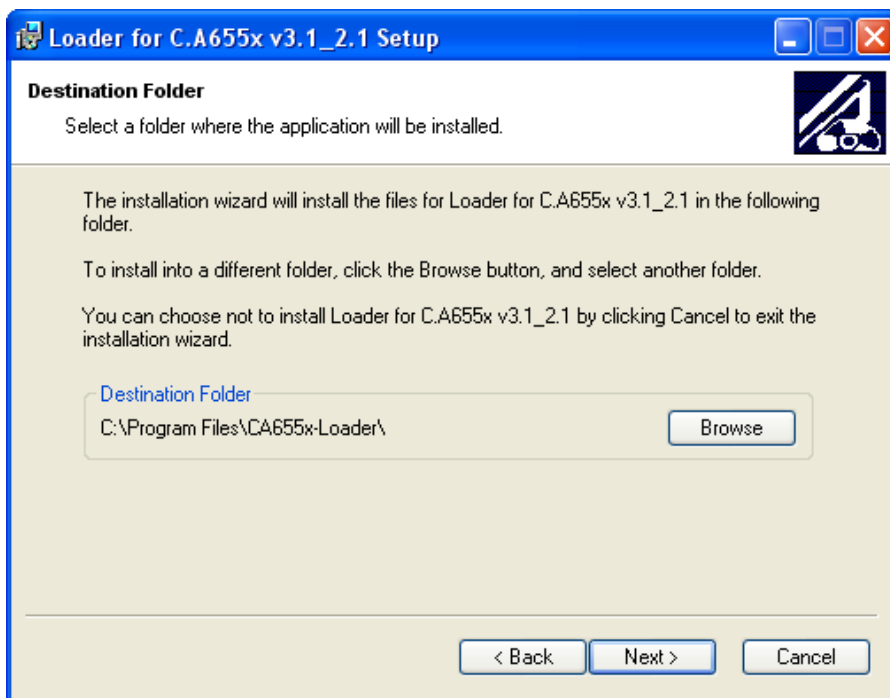 Loader for C.A655x v3.1_2.1 Setup
Destination Folder
Select a folder where the application will be installed.
The installation wizard will install the files for Loader for C.A655x v3.1_2.1 in the following
folder.
To install into a different folder, click the Browse button, and select another folder.
You can choose not to install Loader for C.A655x v3.1_2.1 by clicking Cancel to exit the
installation wizard.
Destination Folder
C:\Program Files\CA655x-Loader\
Browse
< Back
Next >
Cancel